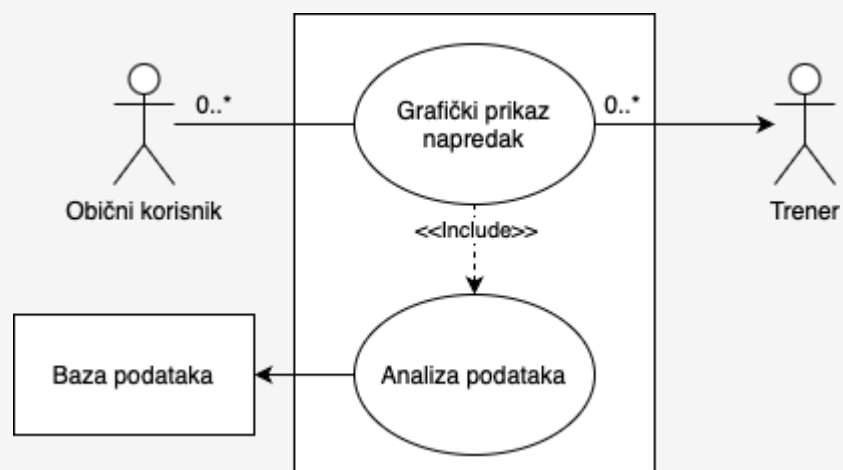 0..*
Grafički prikaz
napredak
0..*
Obični korisnik
Trener
<<Include>>
Baza podataka
Analiza podataka